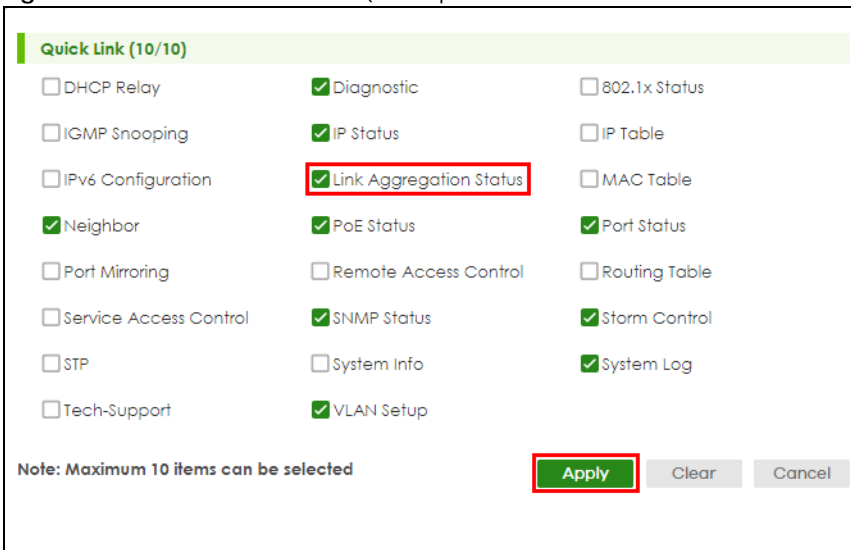 Quick Link (10/10)
DHCP Relay Diagnostic 802.1x Status
IGMP Snooping IP Status IP Table
IPv6 Configuration Link Aggregation Status MAC Table
Neighbor PoE Status Port Status
Port Mirroring Remote Access Control Routing Table
Service Access Control SNMP Status Storm Control
STP System Info System Log
Tech-Support VLAN Setup
Note: Maximum 10 items can be selected Apply Clear Cancel